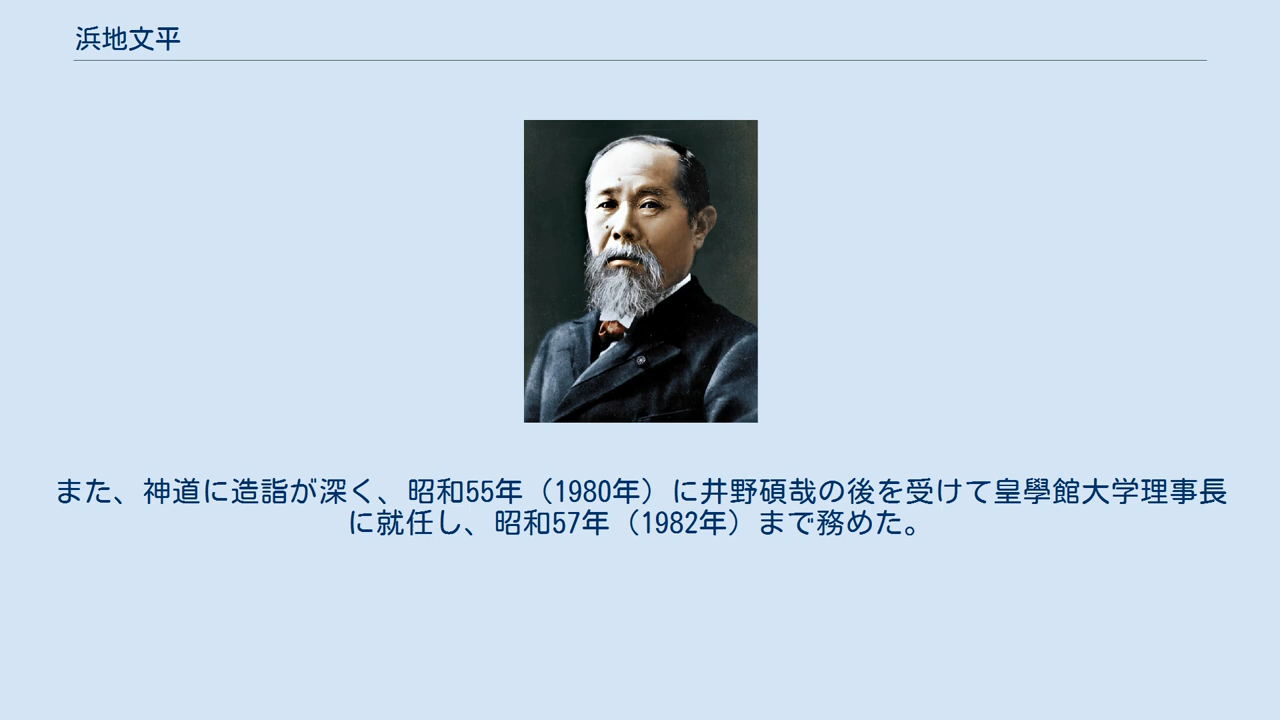 浜地文平
また、神道に造詣が深く、昭和55年（1980年）に井野碩哉の後を受けて皇學館大学理事長
に就任し、昭和57年（1982年）まで務めた。